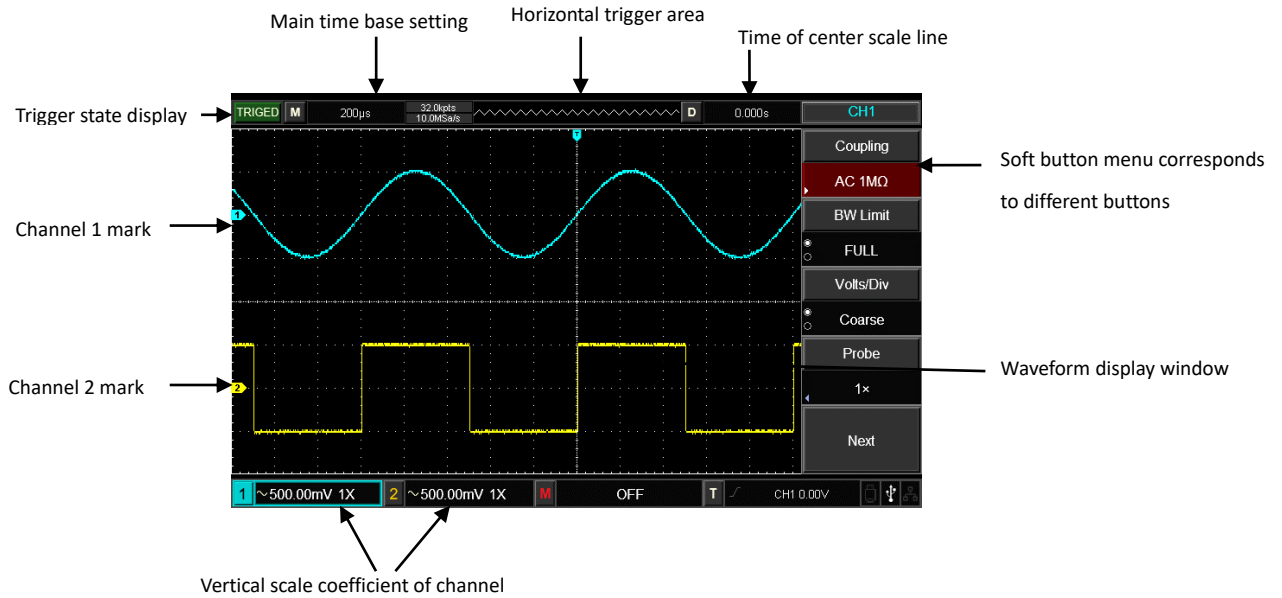 Main time base setting
Horizontal trigger area
Time of center scale line
Trigger state display
TRIGED M 200μs 32.0kpts D 0.000s CH1
10.0MSa/s
T
Coupling
Soft button menu corresponds
AC 1MΩ
to different buttons
1
BW Limit
Channel 1 mark
FULL
Volts/Div
Coarse
Probe
Waveform display window
Channel 2 mark
2
1×
Next
1 ~500.00mV 1X 2 ~500.00mV 1X M OFF T CH1 0.00V
Vertical scale coefficient of channel